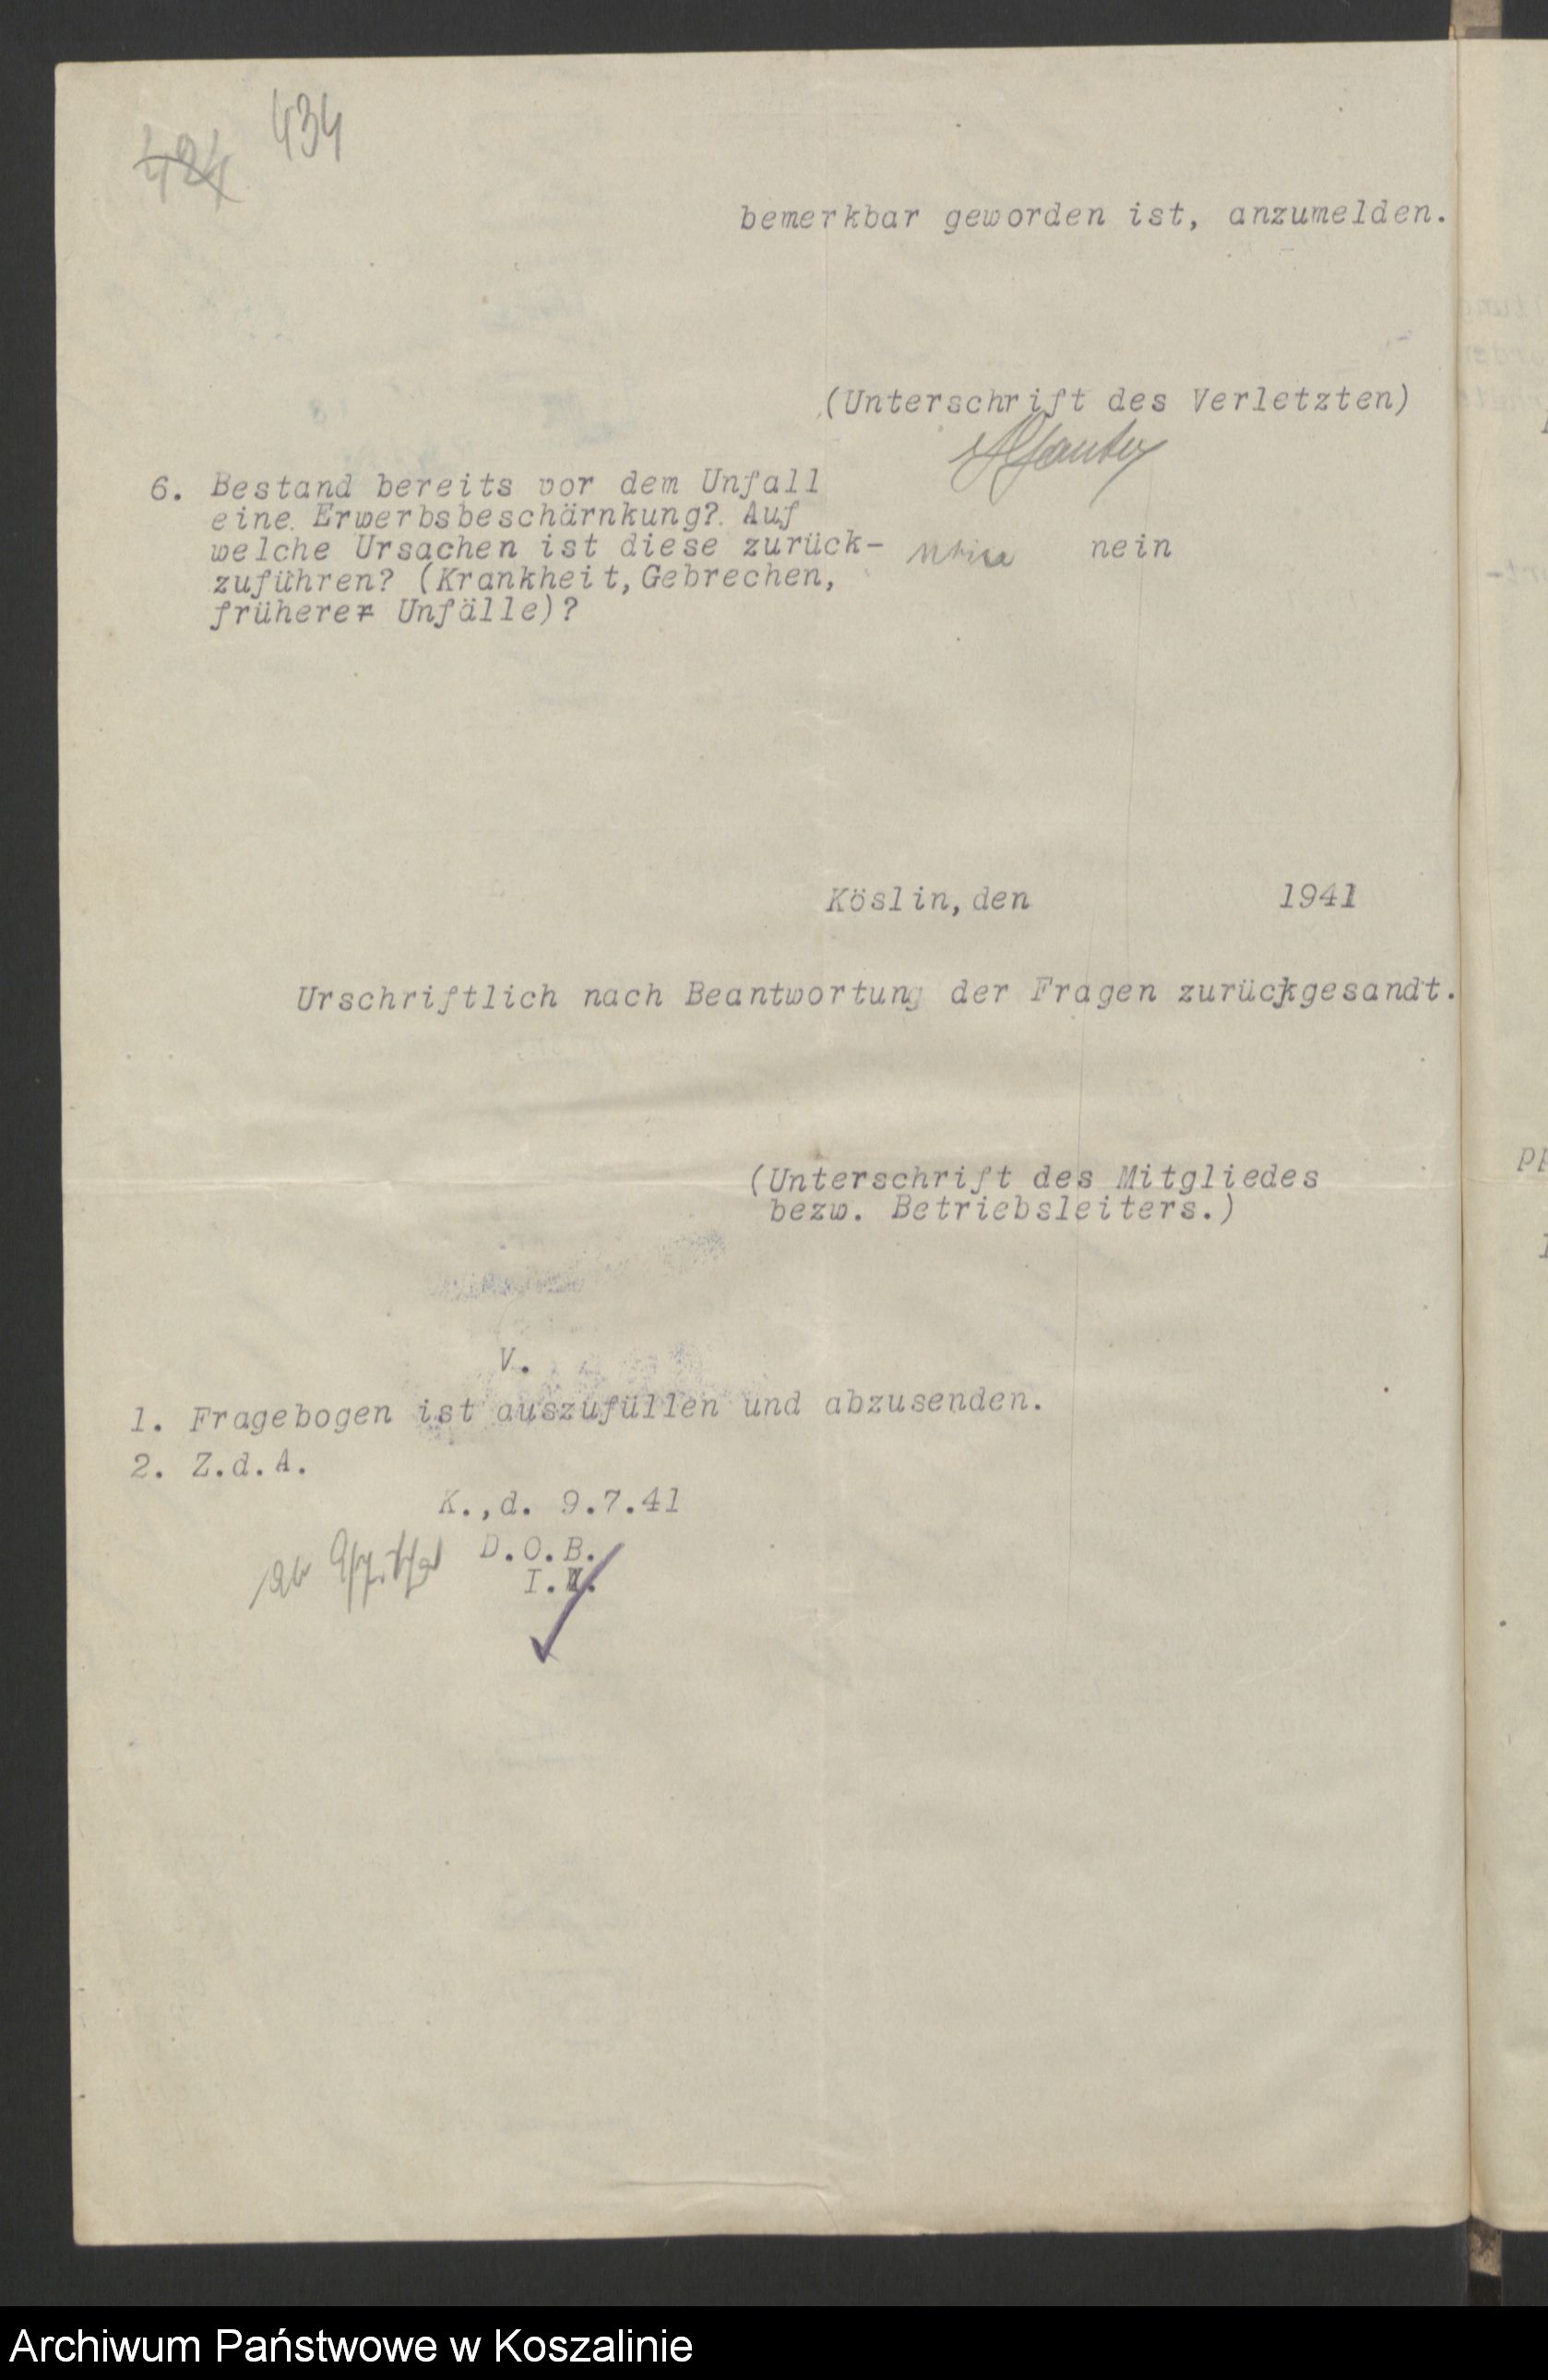 434
424
bemerkbar geworden ist, anzumelden.
(Unterschrift des Verletzten)
6. Bestand bereits vor dem Unfall
eine Erwerbsbeschärnkung? Auf
welche Ursachen ist diese zurück- nein
zuführen? (Krankheit, Gebrechen,
früherer Unfälle)?
Köslin, den 1941
Urschriftlich nach Beantwortung der Fragen zurückgesandt.
(Unterschrift des Mitgliedes
bezw. Betriebsleiters.)
V.
1. Fragebogen ist auszufüllen und abzusenden.
2. Z.d.A.
K., d. 9.7.41
D.O.B.
I.V.
Archiwum Państwowe w Koszalinie